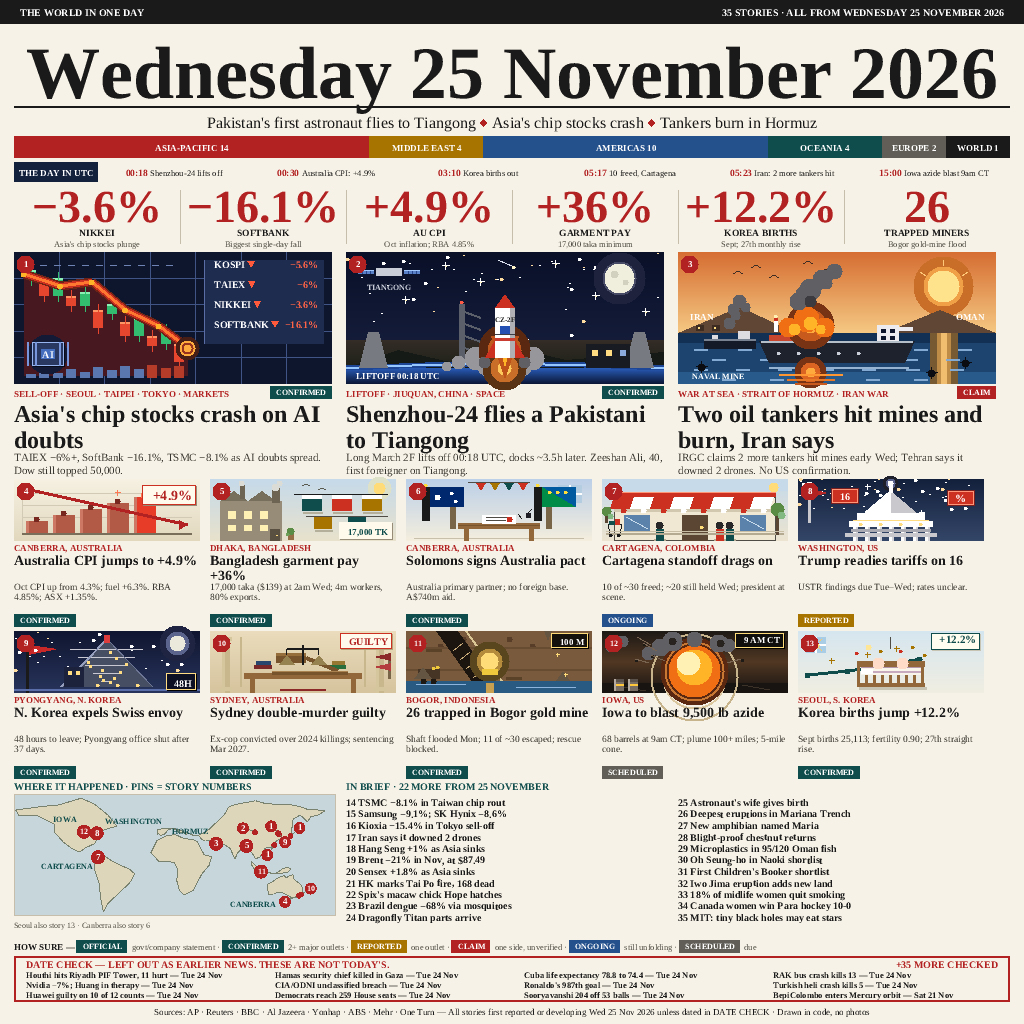 THE WORLD IN ONE DAY
35 STORIES · ALL FROM WEDNESDAY 25 NOVEMBER 2026
Wednesday 25 November 2026
Pakistan's first astronaut flies to Tiangong ◆ Asia's chip stocks crash ◆ Tankers burn in Hormuz
ASIA-PACIFIC 14
MIDDLE EAST 4
AMERICAS 10
OCEANIA 4
EUROPE 2
WORLD 1
THE DAY IN UTC
00:18 Shenzhou-24 lifts off
00:30 Australia CPI: +4.9%
03:10 Korea births out
05:17 10 freed, Cartagena
05:23 Iran: 2 more tankers hit
15:00 Iowa azide blast 9am CT
−3.6%
NIKKEI
Asia's chip stocks plunge
−16.1%
SOFTBANK
Biggest single-day fall
+4.9%
AU CPI
Oct inflation; RBA 4.85%
+36%
GARMENT PAY
17,000 taka minimum
+12.2%
KOREA BIRTHS
Sept; 27th monthly rise
26
TRAPPED MINERS
Bogor gold-mine flood
1
KOSPI ▼ −5.6%
TAIEX ▼ −6%
NIKKEI ▼ −3.6%
SOFTBANK ▼ −16.1%
AI
SELL-OFF · SEOUL · TAIPEI · TOKYO · MARKETS
CONFIRMED
Asia's chip stocks crash on AI
doubts
TAIEX −6%+, SoftBank −16.1%, TSMC −8.1% as AI doubts spread.
Dow still topped 50,000.
2
TIANGONG
CZ-2F
LIFTOFF 00:18 UTC
LIFTOFF · JIUQUAN, CHINA · SPACE
CONFIRMED
Shenzhou-24 flies a Pakistani
to Tiangong
Long March 2F lifts off 00:18 UTC, docks ~3.5h later. Zeeshan Ali, 40,
first foreigner on Tiangong.
3
IRAN
OMAN
NAVAL MINE
WAR AT SEA · STRAIT OF HORMUZ · IRAN WAR
CLAIM
Two oil tankers hit mines and
burn, Iran says
IRGC claims 2 more tankers hit mines early Wed; Tehran says it
downed 2 drones. No US confirmation.
4
+4.9%
CANBERRA, AUSTRALIA
Australia CPI jumps to +4.9%
Oct CPI up from 4.3%; fuel +6.3%. RBA
4.85%; ASX +1.35%.
CONFIRMED
5
17,000 TK
DHAKA, BANGLADESH
Bangladesh garment pay
+36%
17,000 taka ($139) at 2am Wed; 4m workers,
80% exports.
CONFIRMED
6
CANBERRA, AUSTRALIA
Solomons signs Australia pact
Australia primary partner; no foreign base.
A$740m aid.
CONFIRMED
7
CARTAGENA, COLOMBIA
Cartagena standoff drags on
10 of ~30 freed; ~20 still held Wed; president at
scene.
ONGOING
8
16
%
WASHINGTON, US
Trump readies tariffs on 16
USTR findings due Tue–Wed; rates unclear.
REPORTED
9
48H
PYONGYANG, N. KOREA
N. Korea expels Swiss envoy
48 hours to leave; Pyongyang office shut after
37 days.
CONFIRMED
10
GUILTY
SYDNEY, AUSTRALIA
Sydney double-murder guilty
Ex-cop convicted over 2024 killings; sentencing
Mar 2027.
CONFIRMED
11
100 M
BOGOR, INDONESIA
26 trapped in Bogor gold mine
Shaft flooded Mon; 11 of ~30 escaped; rescue
blocked.
CONFIRMED
12
9 AM CT
IOWA, US
Iowa to blast 9,500 lb azide
68 barrels at 9am CT; plume 100+ miles; 5-mile
cone.
SCHEDULED
13
+12.2%
SEOUL, S. KOREA
Korea births jump +12.2%
Sept births 25,113; fertility 0.90; 27th straight
rise.
CONFIRMED
WHERE IT HAPPENED · PINS = STORY NUMBERS
IOWA
WASHINGTON
HORMUZ
CARTAGENA
CANBERRA
12
8
7
3
2
5
1
9
1
1
11
10
4
Seoul also story 13 · Canberra also story 6
IN BRIEF · 22 MORE FROM 25 NOVEMBER
14 TSMC −8.1% in Taiwan chip rout
15 Samsung −9,1%; SK Hynix −8,6%
16 Kioxia −15.4% in Tokyo sell-off
17 Iran says it downed 2 drones
18 Hang Seng +1% as Asia sinks
19 Brent −21% in Nov, at $87,49
20 Sensex +1.8% as Asia sinks
21 HK marks Tai Po fire, 168 dead
22 Spix's macaw chick Hope hatches
23 Brazil dengue −68% via mosquitoes
24 Dragonfly Titan parts arrive
25 Astronaut's wife gives birth
26 Deepest eruptions in Mariana Trench
27 New amphibian named Maria
28 Blight-proof chestnut returns
29 Microplastics in 95/120 Oman fish
30 Oh Seung-ho in Naoki shortlist
31 First Children's Booker shortlist
32 Iwo Jima eruption adds new land
33 18% of midlife women quit smoking
34 Canada women win Para hockey 10-0
35 MIT: tiny black holes may eat stars
HOW SURE — OFFICIAL govt/company statement · CONFIRMED 2+ major outlets · REPORTED one outlet · CLAIM one side, unverified · ONGOING still unfolding · SCHEDULED due
DATE CHECK — LEFT OUT AS EARLIER NEWS. THESE ARE NOT TODAY'S.
+35 MORE CHECKED
Houthi hits Riyadh PIF Tower, 11 hurt — Tue 24 Nov
Hamas security chief killed in Gaza — Tue 24 Nov
Cuba life expectancy 78.8 to 74.4 — Tue 24 Nov
RAK bus crash kills 13 — Tue 24 Nov
Nvidia −7%; Huang in therapy — Tue 24 Nov
CIA/ODNI unclassified breach — Tue 24 Nov
Ronaldo's 987th goal — Tue 24 Nov
Turkish heli crash kills 5 — Tue 24 Nov
Huawei guilty on 10 of 12 counts — Tue 24 Nov
Democrats reach 259 House seats — Tue 24 Nov
Sooryavanshi 204 off 53 balls — Tue 24 Nov
BepiColombo enters Mercury orbit — Sat 21 Nov
Sources: AP · Reuters · BBC · Al Jazeera · Yonhap · ABS · Mehr · One Turn — All stories first reported or developing Wed 25 Nov 2026 unless dated in DATE CHECK · Drawn in code, no photos